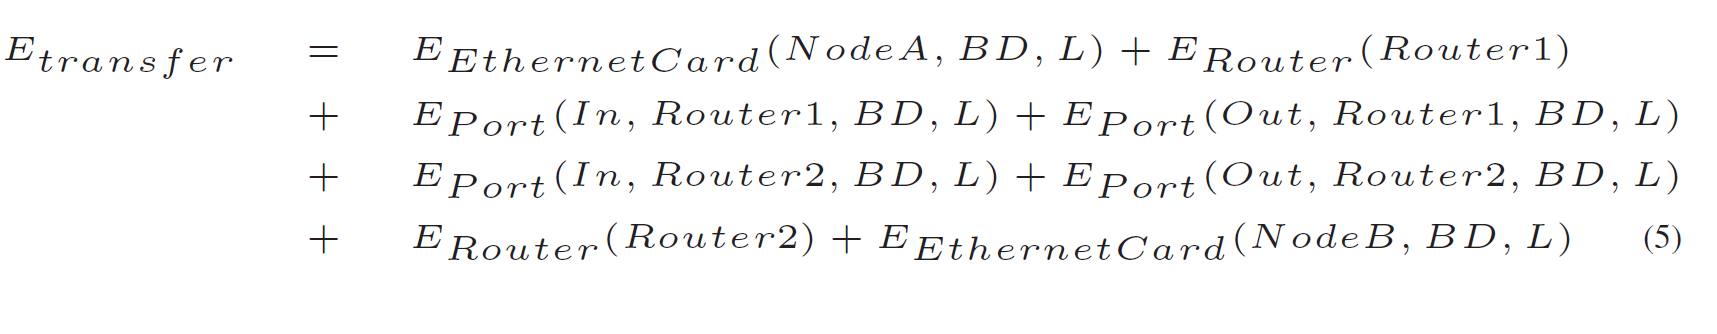 E_{transfer} = E_{EthernetCard}(NodeA, BD, L) + E_{Router}(Router1)
+ E_{Port}(In, Router1, BD, L) + E_{Port}(Out, Router1, BD, L)
+ E_{Port}(In, Router2, BD, L) + E_{Port}(Out, Router2, BD, L)
+ E_{Router}(Router2) + E_{EthernetCard}(NodeB, BD, L) (5)